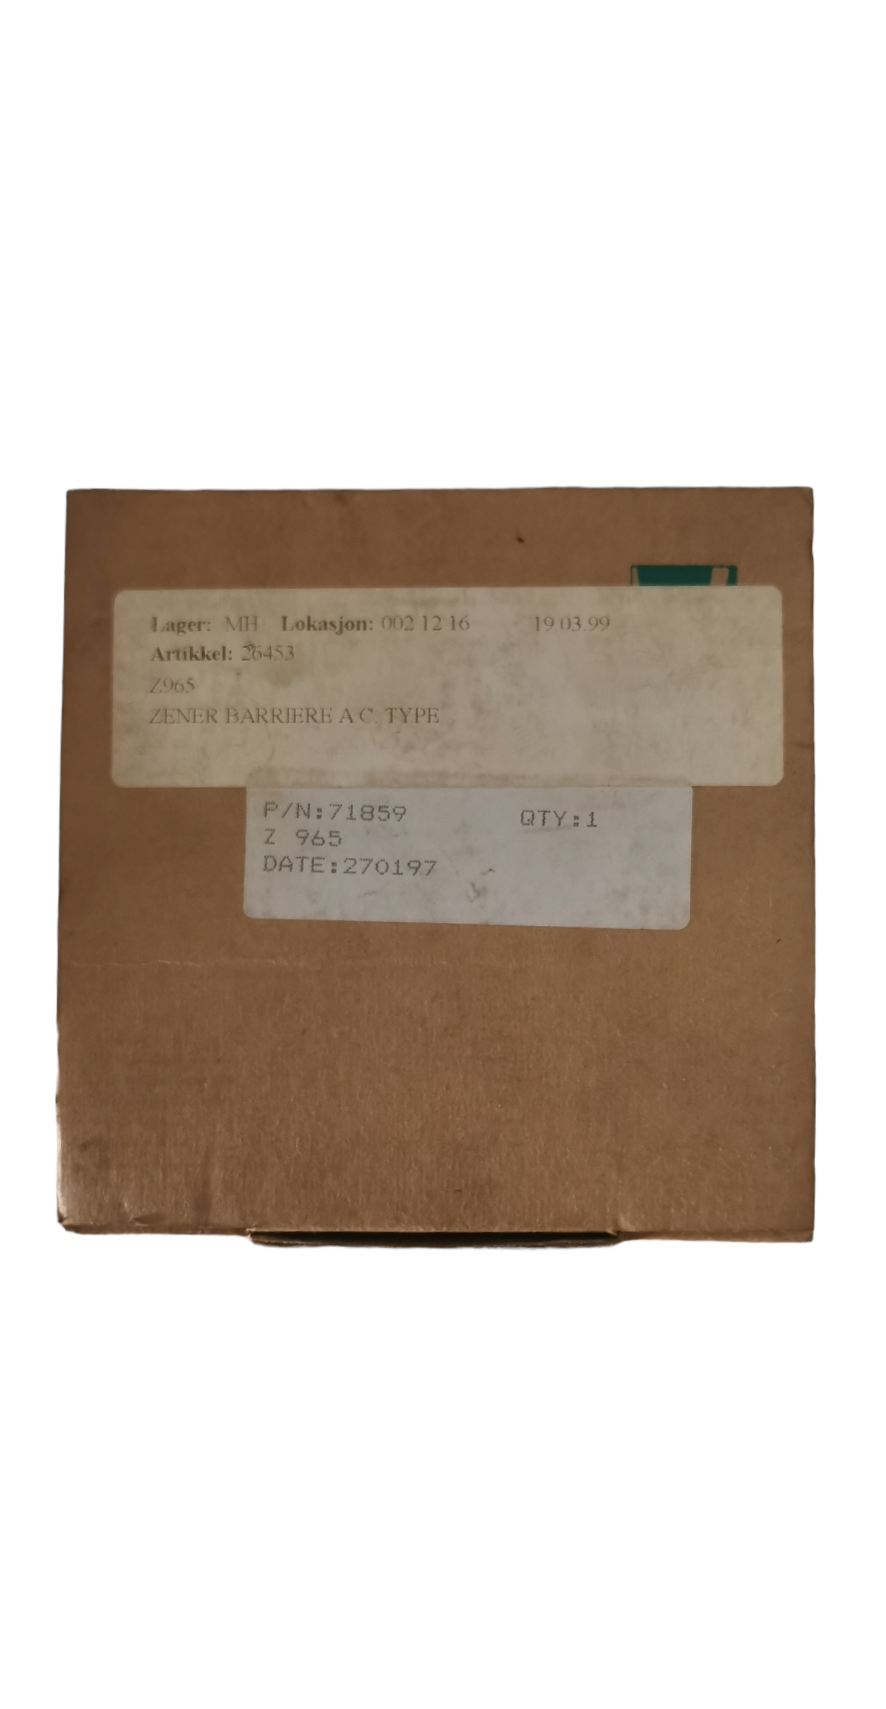 Lager: MH Lokasjon: 002 12 16 19.03.99
Artikkel: 26453
Z965
ZENER BARRIERE A.C. TYPE
P/N:71859 QTY:1
Z 965
DATE:270197